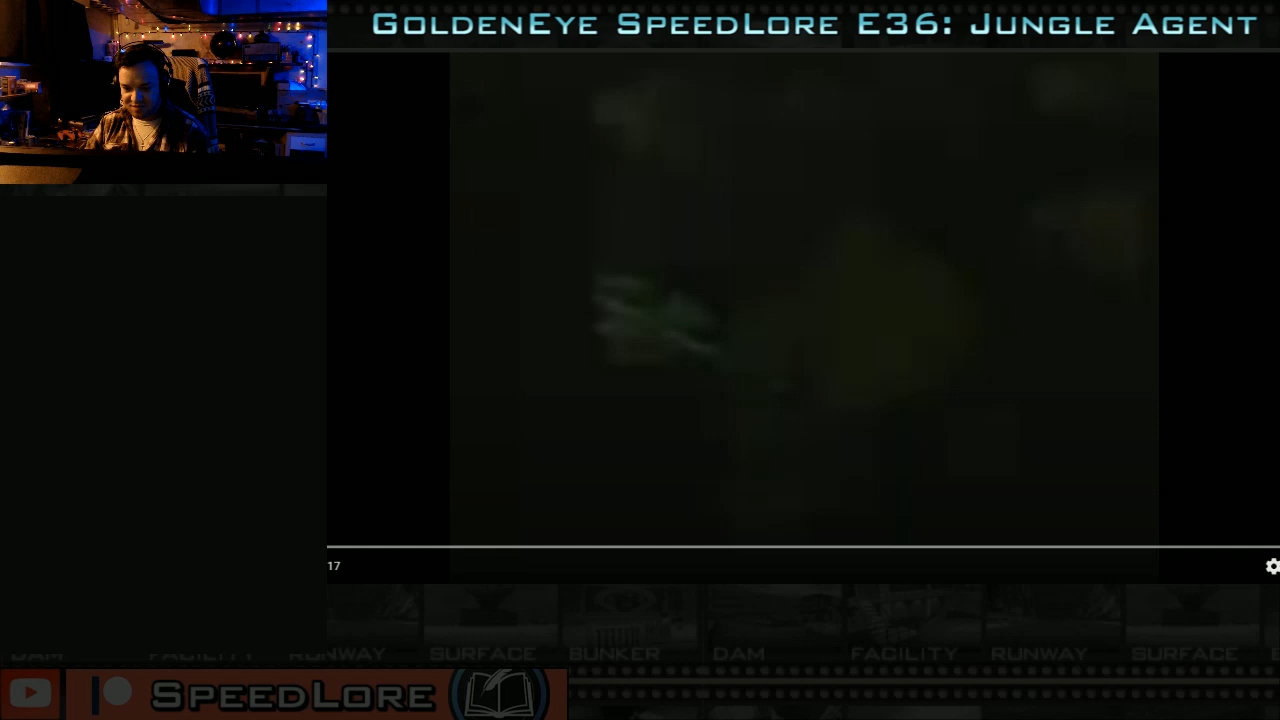 GoldenEye SpeedLore E36: Jungle Agent
17
DAM FACILITY RUNWAY SURFACE BUNKER DAM FACILITY RUNWAY SURFACE
SpeedLore